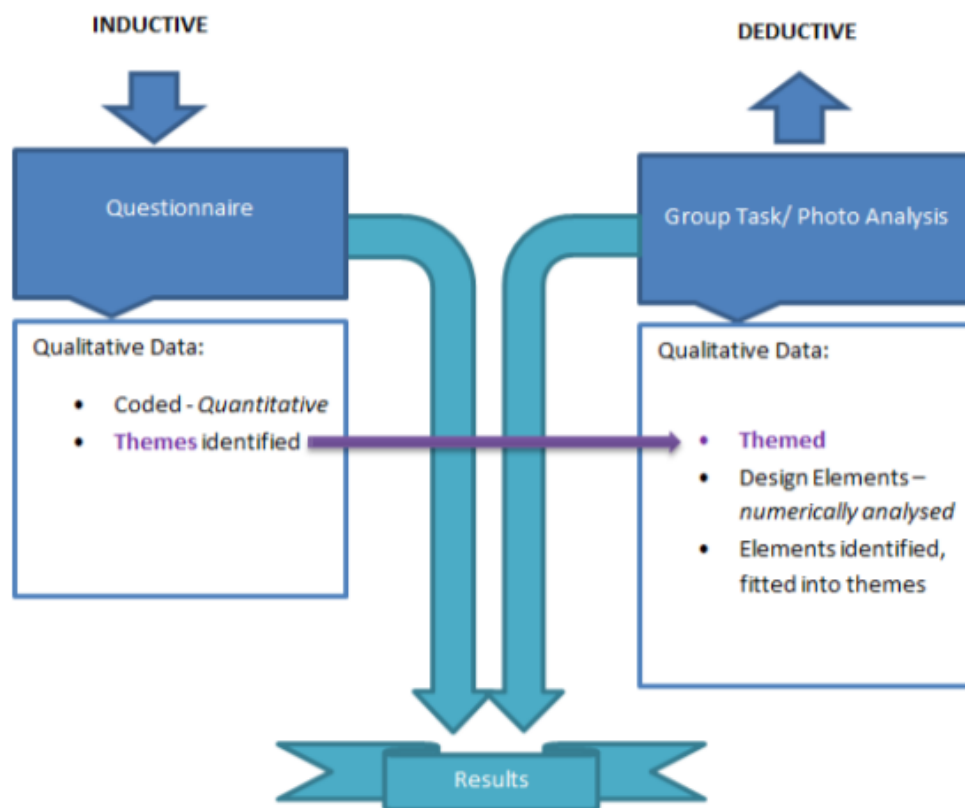 INDUCTIVE
DEDUCTIVE
Questionnaire
Group Task/ Photo Analysis
Qualitative Data:
• Coded - Quantitative
• Themes identified
Qualitative Data:
• Themed
• Design Elements –
numerically analysed
• Elements identified,
fitted into themes
Results